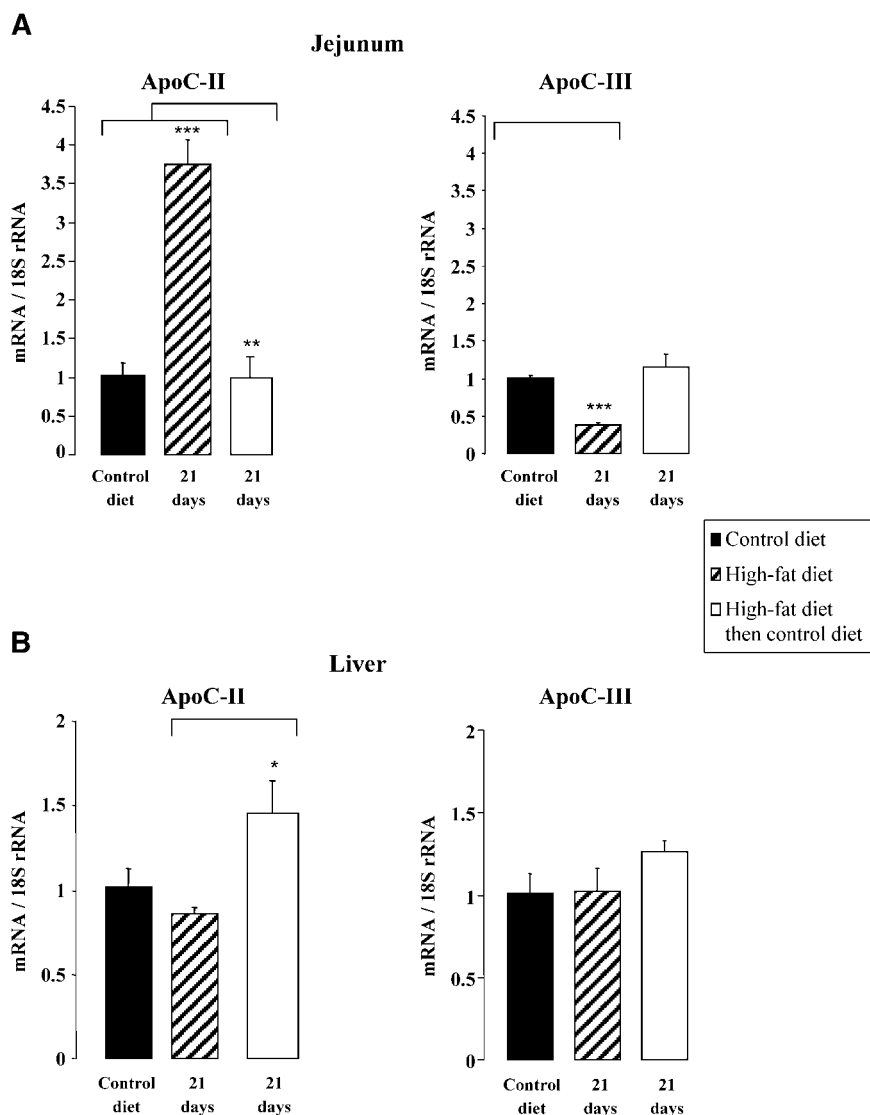 A
Jejunum
ApoC-II
mRNA / 18S rRNA
4.5
4
3.5
3
2.5
2
1.5
1
0.5
0
***
**
Control diet
21 days
21 days
ApoC-III
mRNA / 18S rRNA
4.5
4
3.5
3
2.5
2
1.5
1
0.5
0
***
Control diet
21 days
21 days
Control diet
High-fat diet
High-fat diet
then control diet
B
Liver
ApoC-II
mRNA / 18S rRNA
2
1.5
1
0.5
0
*
Control diet
21 days
21 days
ApoC-III
mRNA / 18S rRNA
2
1.5
1
0.5
0
Control diet
21 days
21 days